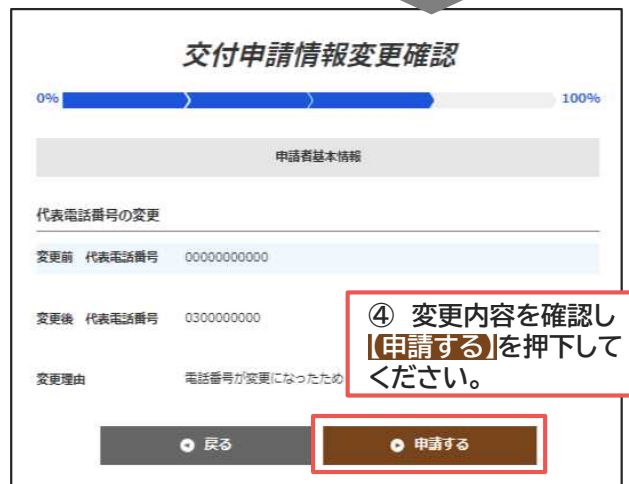 交付申請情報変更確認
0%
100%
申請者基本情報
代表電話番号の変更
変更前 代表電話番号 00000000000
変更後 代表電話番号 0300000000
変更理由 電話番号が変更になったため
④ 変更内容を確認し
【申請する】を押下して
ください。
戻る
申請する